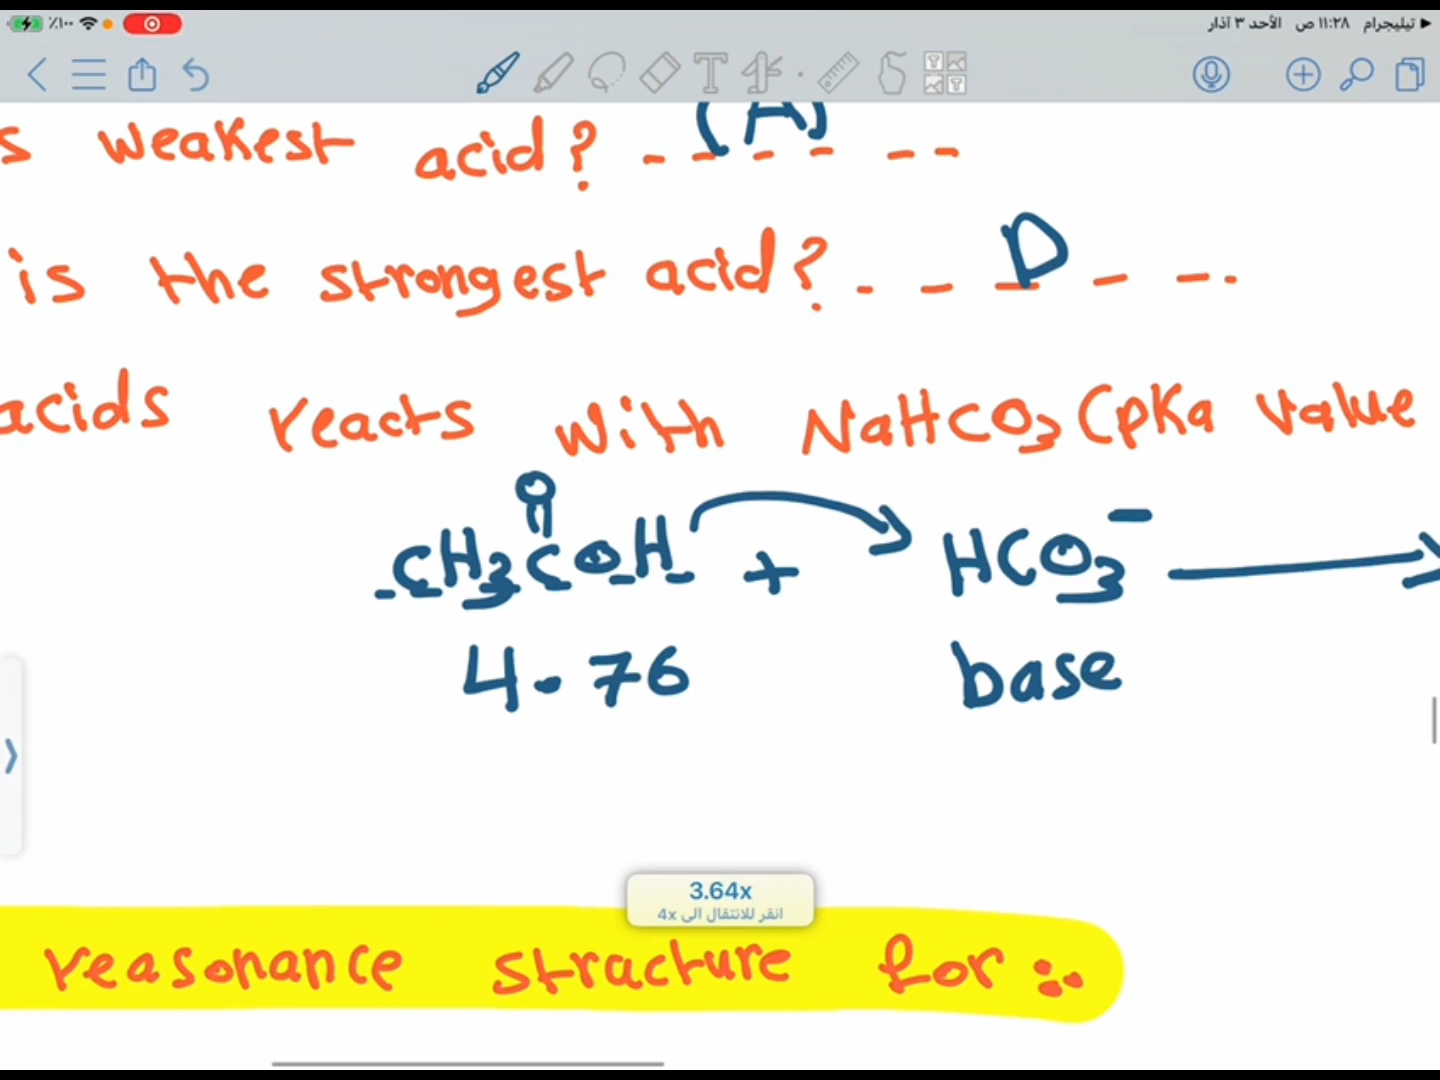 ٪١٠٠ ١١:٢٨ ص الأحد ٣ آذار تيليجرام ◀
(A)
s weakest acid? - - - - - -
D
is the strongest acid? - - - - - -
acids reacts with NaHCO3 (pKa value
O
CH3COH + HCO3⁻ ⟶
4.76 base
3.64x
انقر للانتقال الى 4x
reasonance structure for: